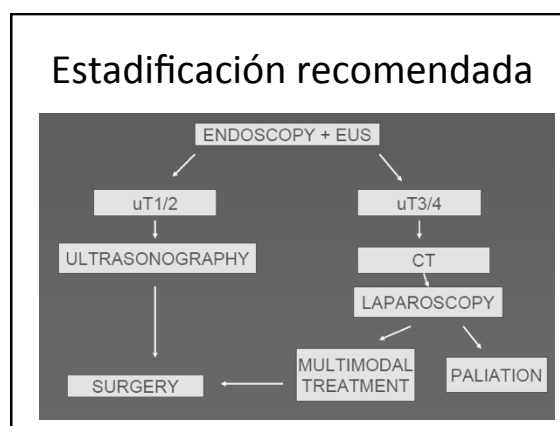 Estadificación recomendada
ENDOSCOPY + EUS
uT1/2
uT3/4
ULTRASONOGRAPHY
CT
LAPAROSCOPY
MULTIMODAL
TREATMENT
PALIATION
SURGERY